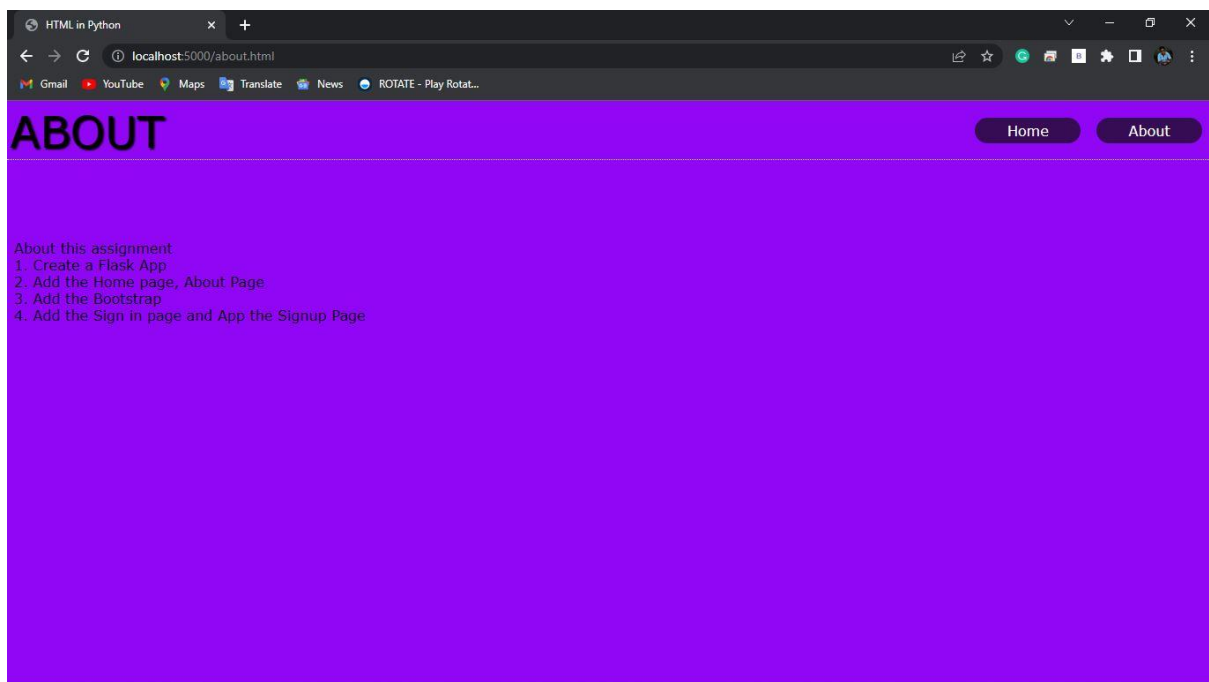 HTML in Python
localhost:5000/about.html
Gmail YouTube Maps Translate News ROTATE - Play Rotat...
ABOUT Home About
About this assignment
1. Create a Flask App
2. Add the Home page, About Page
3. Add the Bootstrap
4. Add the Sign in page and App the Signup Page